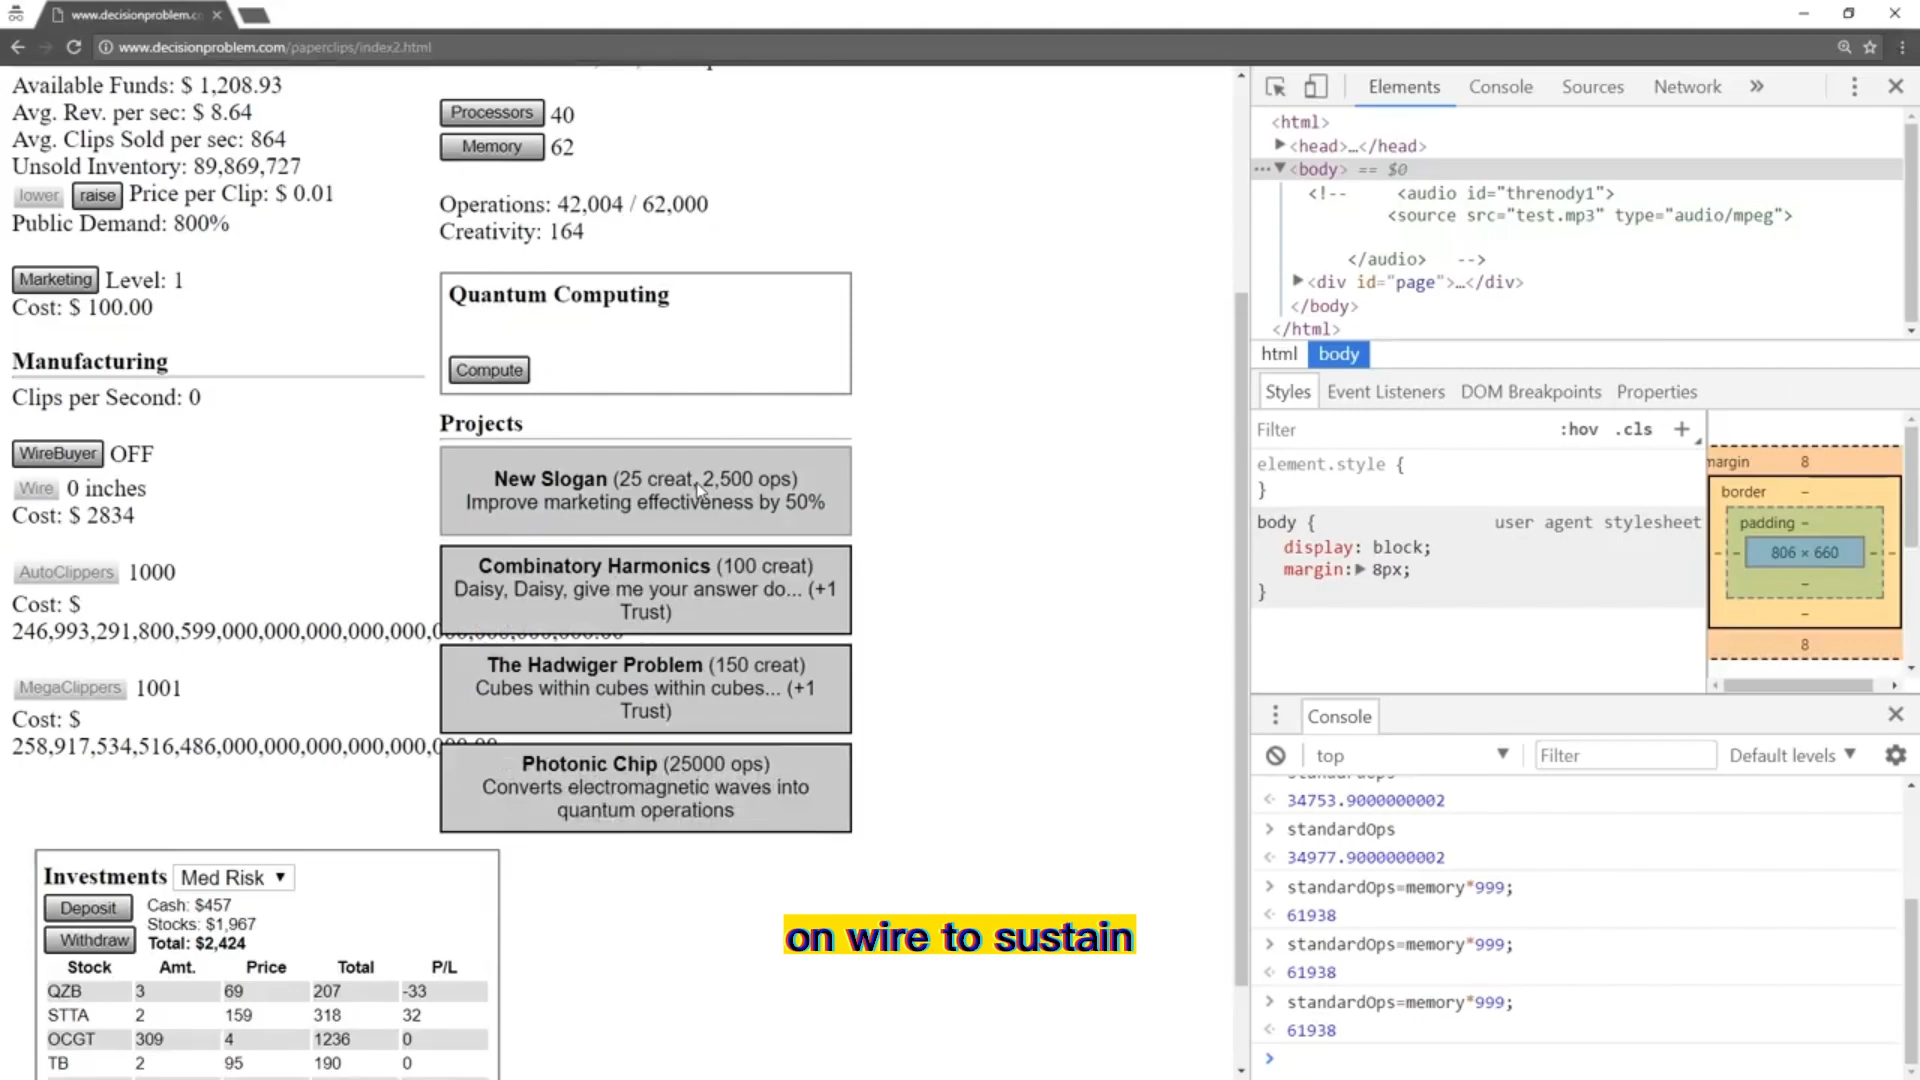 www.decisionproblem.cc
www.decisionproblem.com/paperclips/index2.html
Available Funds: $ 1,208.93
Avg. Rev. per sec: $ 8.64
Avg. Clips Sold per sec: 864
Unsold Inventory: 89,869,727
lower raise Price per Clip: $ 0.01
Public Demand: 800%
Marketing Level: 1
Cost: $ 100.00
Manufacturing
Clips per Second: 0
WireBuyer OFF
Wire 0 inches
Cost: $ 2834
AutoClippers 1000
Cost: $
246,993,291,800,599,000,000,000,000,000,000,000,000,000.00
MegaClippers 1001
Cost: $
258,917,534,516,486,000,000,000,000,000,000.00
Investments Med Risk ▼
Deposit Cash: $457
Stocks: $1,967
Withdraw Total: $2,424
Stock Amt. Price Total P/L
QZB 3 69 207 -33
STTA 2 159 318 32
OCGT 309 4 1236 0
TB 2 95 190 0
Processors 40
Memory 62
Operations: 42,004 / 62,000
Creativity: 164
Quantum Computing
Compute
Projects
New Slogan (25 creat, 2,500 ops)
Improve marketing effectiveness by 50%
Combinatory Harmonics (100 creat)
Daisy, Daisy, give me your answer do... (+1
Trust)
The Hadwiger Problem (150 creat)
Cubes within cubes within cubes... (+1
Trust)
Photonic Chip (25000 ops)
Converts electromagnetic waves into
quantum operations
on wire to sustain
Elements Console Sources Network »
<html>
▶<head>…</head>
…▼<body> == $0
<!-- <audio id="threnody1">
<source src="test.mp3" type="audio/mpeg">
</audio> -->
▶<div id="page">…</div>
</body>
</html>
html body
Styles Event Listeners DOM Breakpoints Properties
Filter :hov .cls +
element.style {
}
body { user agent stylesheet
display: block;
margin:▶ 8px;
}
margin 8
border –
padding –
– – 806 × 660 – –
–
–
8
Console
top ▼ Filter Default levels ▼
standardOps
34753.9000000002
> standardOps
34977.9000000002
> standardOps=memory*999;
61938
> standardOps=memory*999;
61938
> standardOps=memory*999;
61938
>